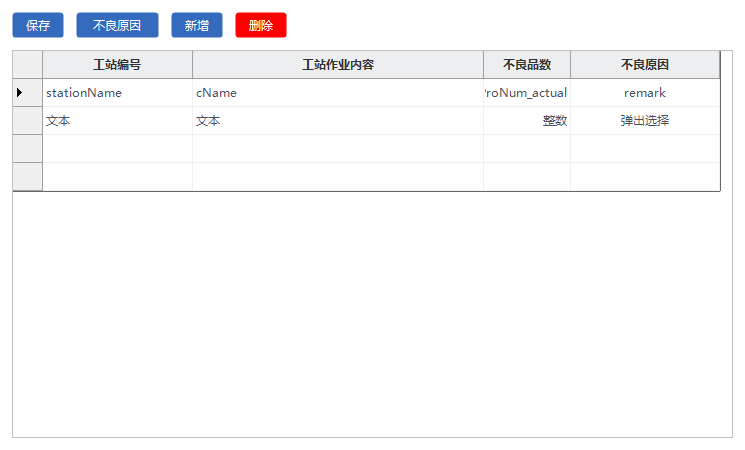 保存 不良原因 新增 删除
工站编号 工站作业内容 不良品数 不良原因
stationName cName ProNum_actual remark
文本 文本 整数 弹出选择